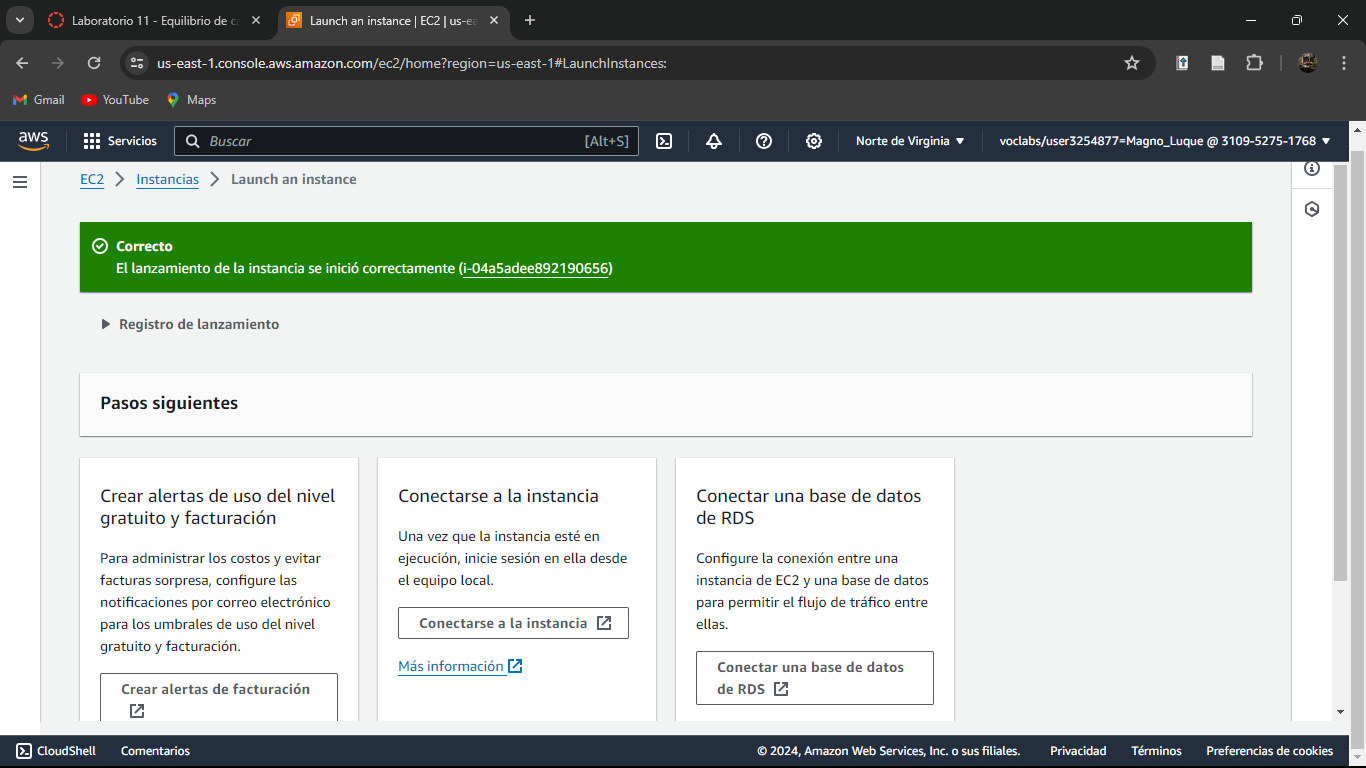 Laboratorio 11 - Equilibrio de c
Launch an instance | EC2 | us-ea
us-east-1.console.aws.amazon.com/ec2/home?region=us-east-1#LaunchInstances:
Gmail
YouTube
Maps
aws
Servicios
Buscar
[Alt+S]
Norte de Virginia
voclabs/user3254877=Magno_Luque @ 3109-5275-1768
EC2
Instancias
Launch an instance
Correcto
El lanzamiento de la instancia se inició correctamente (i-04a5adee892190656)
Registro de lanzamiento
Pasos siguientes
Crear alertas de uso del nivel
gratuito y facturación
Para administrar los costos y evitar
facturas sorpresa, configure las
notificaciones por correo electrónico
para los umbrales de uso del nivel
gratuito y facturación.
Crear alertas de facturación
Conectarse a la instancia
Una vez que la instancia esté en
ejecución, inicie sesión en ella desde
el equipo local.
Conectarse a la instancia
Más información
Conectar una base de datos
de RDS
Configure la conexión entre una
instancia de EC2 y una base de datos
para permitir el flujo de tráfico entre
ellas.
Conectar una base de datos
de RDS
CloudShell
Comentarios
© 2024, Amazon Web Services, Inc. o sus filiales.
Privacidad
Términos
Preferencias de cookies